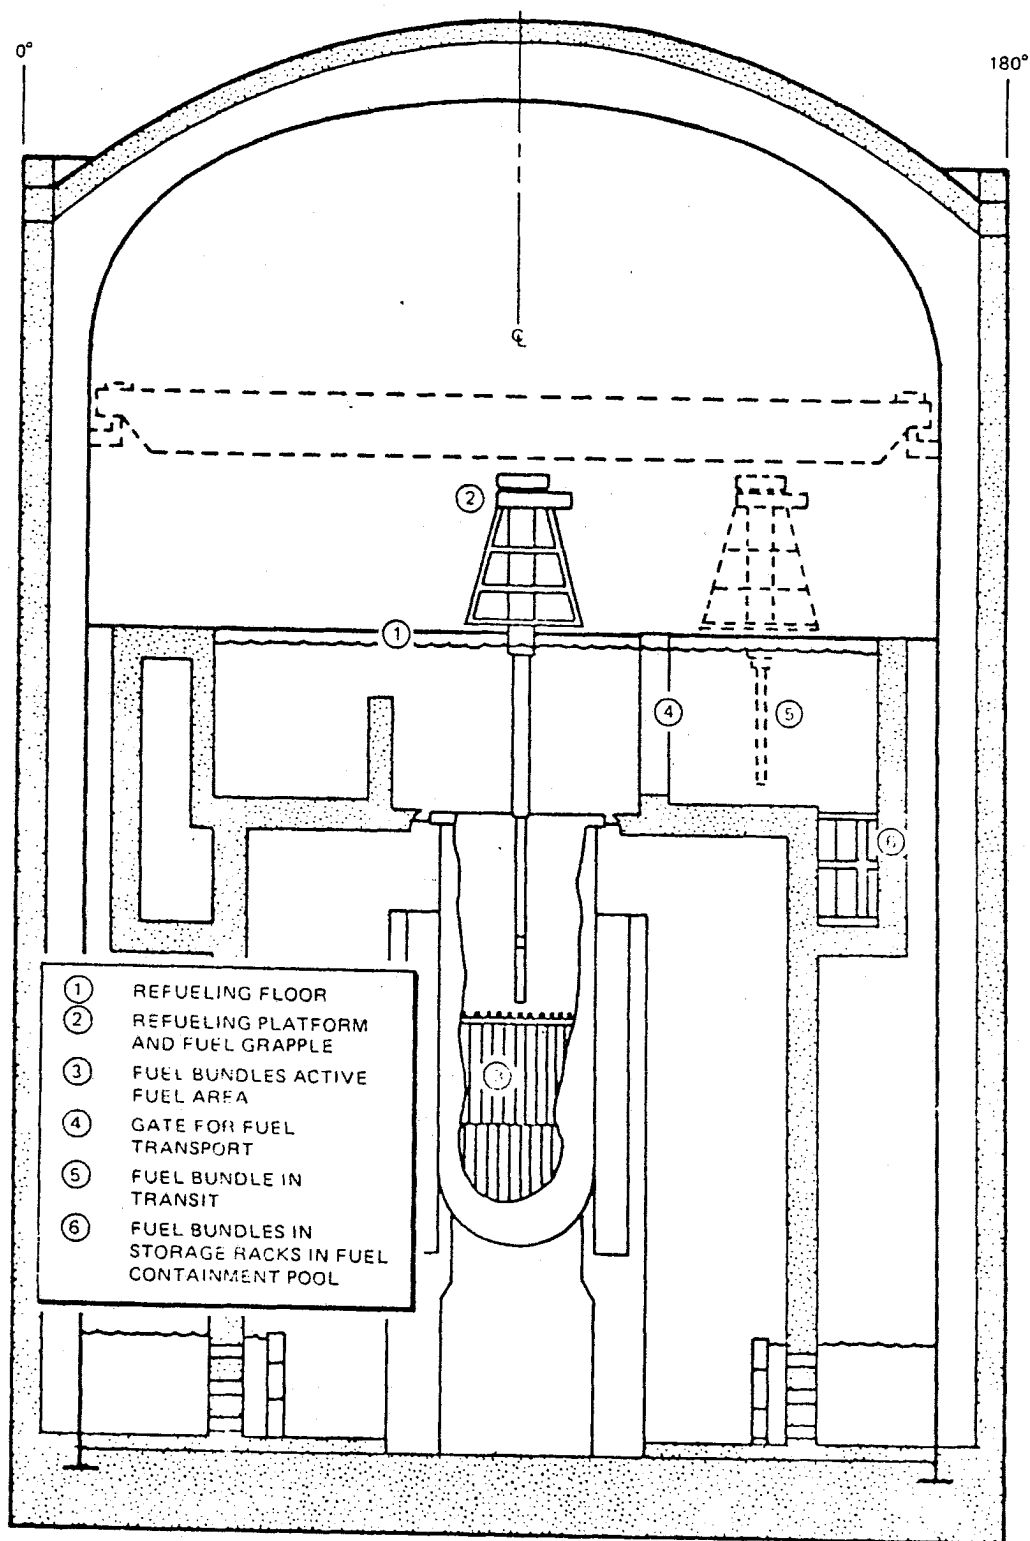 0°
180°
℄
2
1
4
5
6
3
1 REFUELING FLOOR
2 REFUELING PLATFORM
AND FUEL GRAPPLE
3 FUEL BUNDLES ACTIVE
FUEL AREA
4 GATE FOR FUEL
TRANSPORT
5 FUEL BUNDLE IN
TRANSIT
6 FUEL BUNDLES IN
STORAGE RACKS IN FUEL
CONTAINMENT POOL